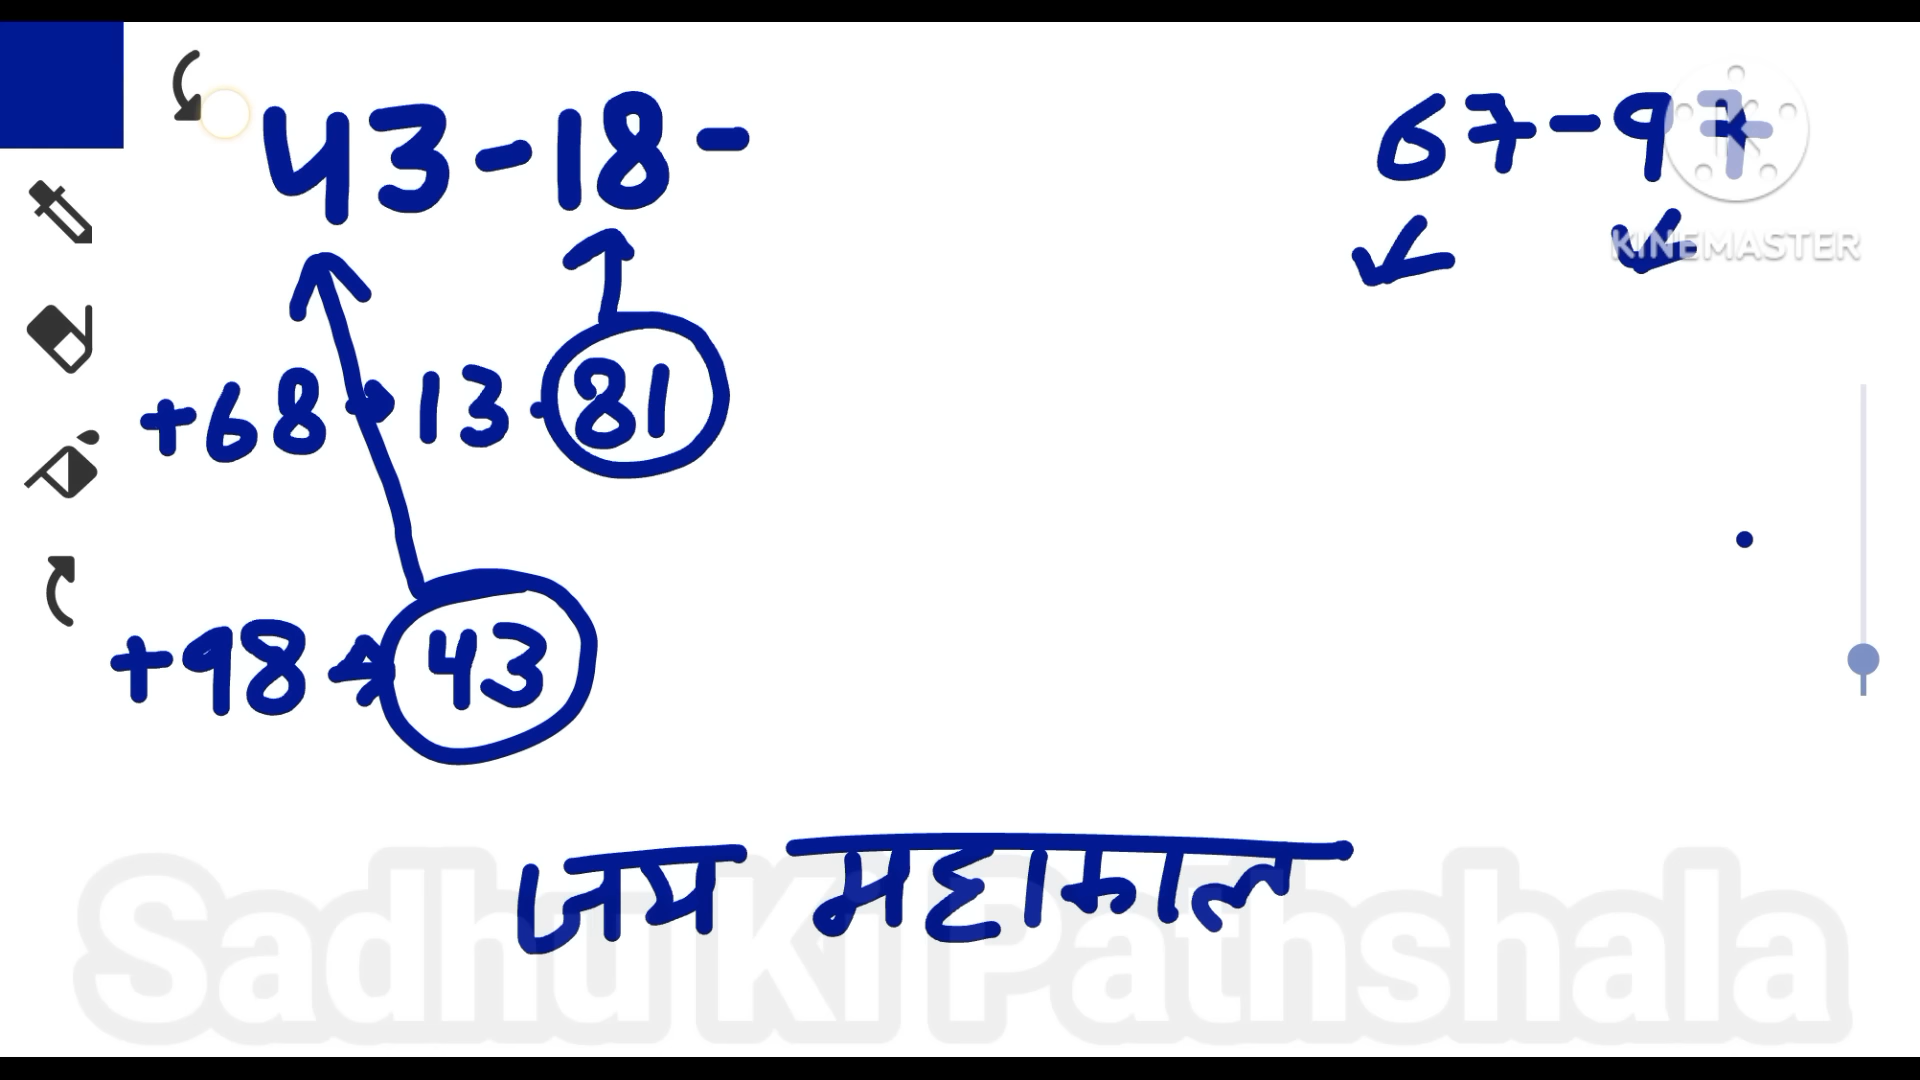 43-18-
67-97
KINEMASTER
+68→13-81
+98→43
जय महाकाल
Sadhu Ki Pathshala